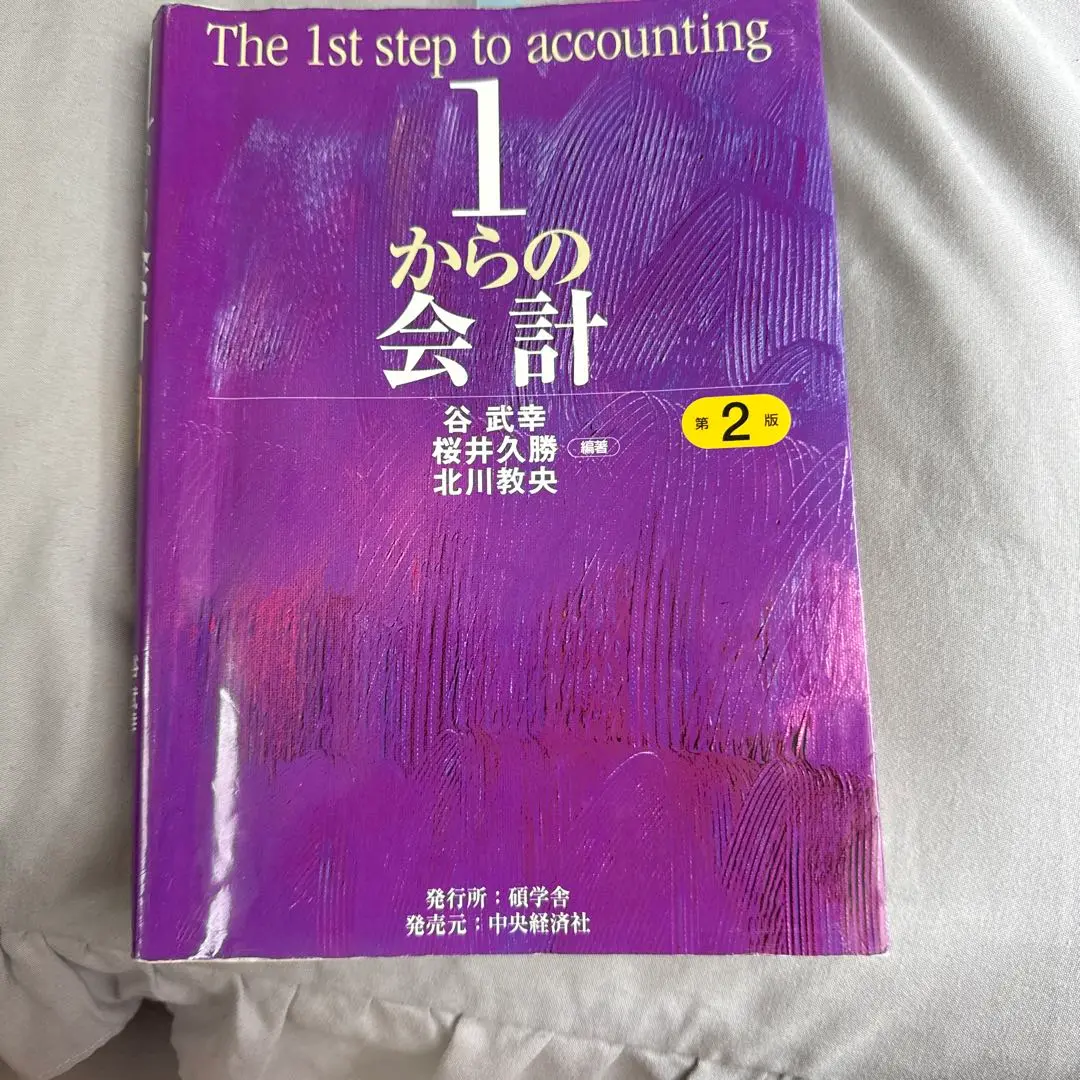 The 1st step to accounting
1
からの
会計
谷 武幸
桜井久勝 編著
北川教央
第2版
発行所:碩学舎
発売元:中央経済社